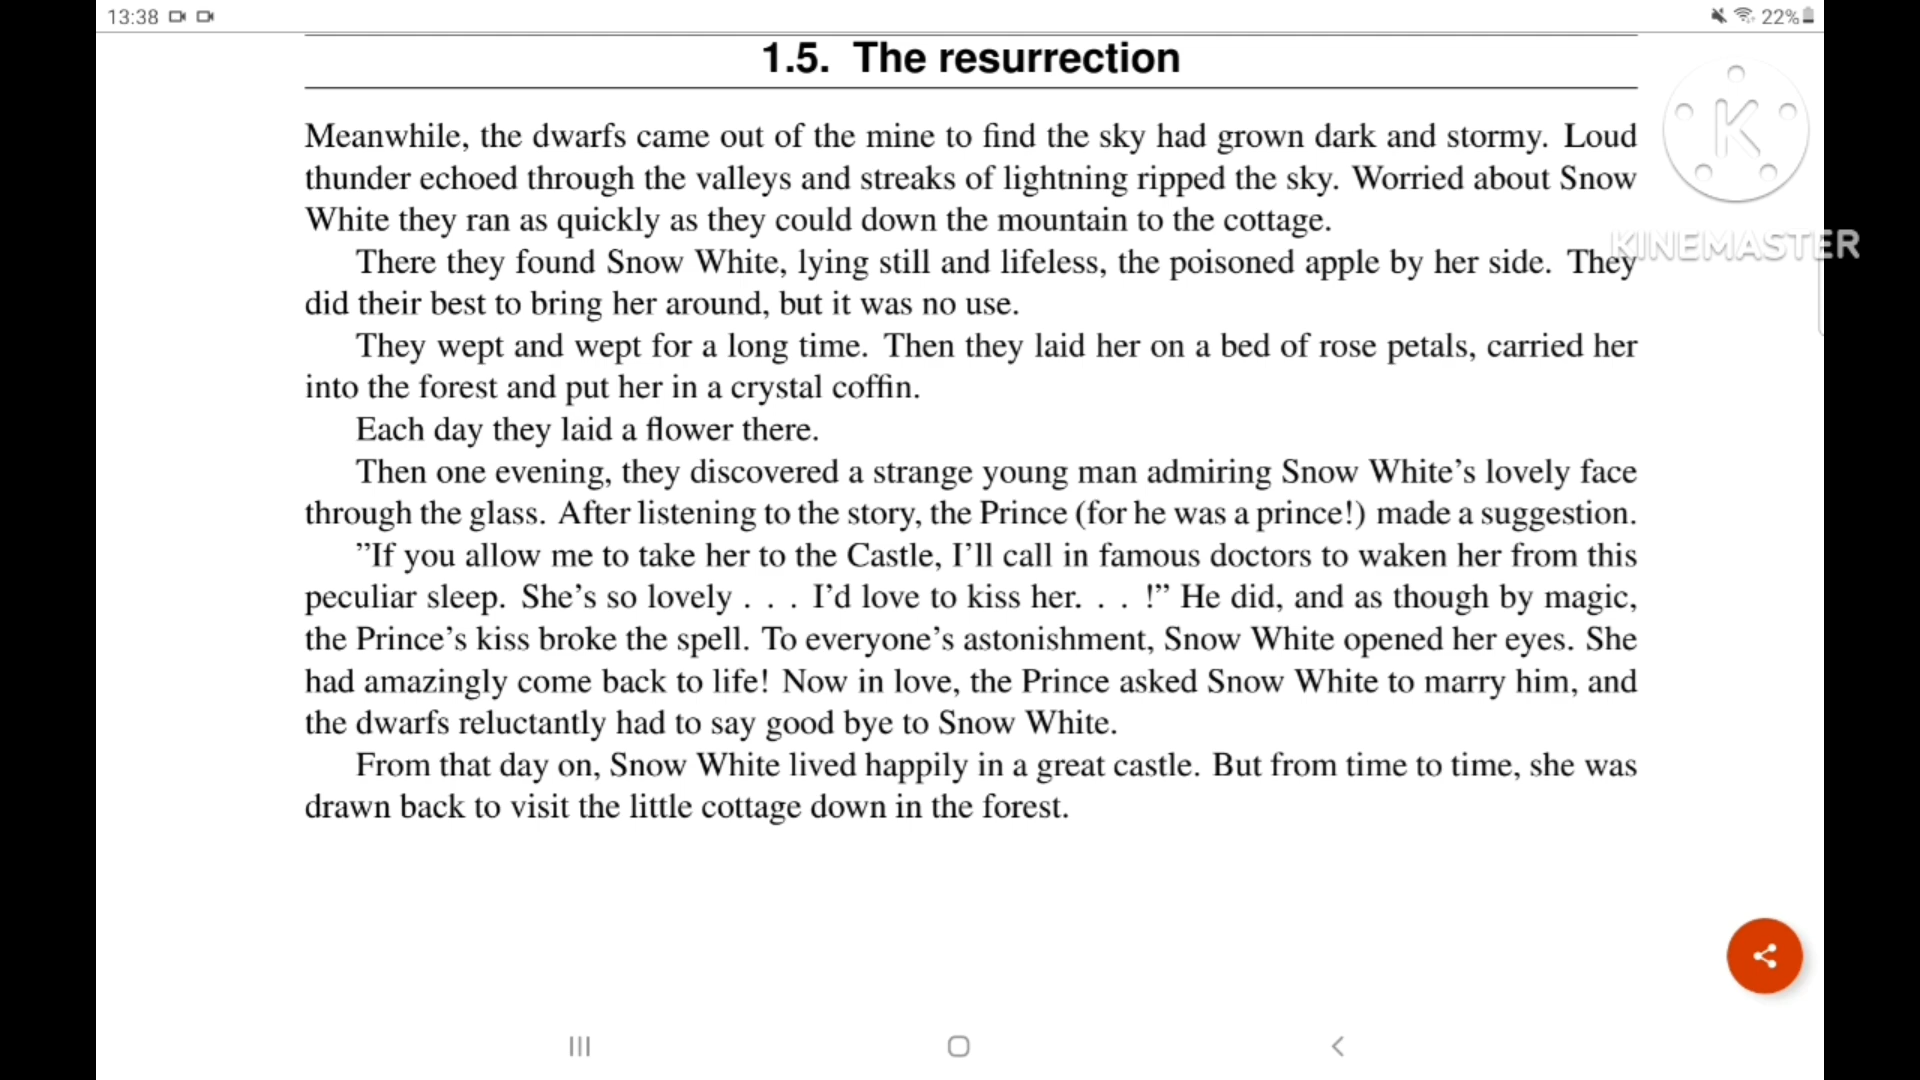 13:38
22%
1.5. The resurrection
K
KINEMASTER
Meanwhile, the dwarfs came out of the mine to find the sky had grown dark and stormy. Loud
thunder echoed through the valleys and streaks of lightning ripped the sky. Worried about Snow
White they ran as quickly as they could down the mountain to the cottage.
There they found Snow White, lying still and lifeless, the poisoned apple by her side. They
did their best to bring her around, but it was no use.
They wept and wept for a long time. Then they laid her on a bed of rose petals, carried her
into the forest and put her in a crystal coffin.
Each day they laid a flower there.
Then one evening, they discovered a strange young man admiring Snow White’s lovely face
through the glass. After listening to the story, the Prince (for he was a prince!) made a suggestion.
”If you allow me to take her to the Castle, I’ll call in famous doctors to waken her from this
peculiar sleep. She’s so lovely . . . I’d love to kiss her. . . !” He did, and as though by magic,
the Prince’s kiss broke the spell. To everyone’s astonishment, Snow White opened her eyes. She
had amazingly come back to life! Now in love, the Prince asked Snow White to marry him, and
the dwarfs reluctantly had to say good bye to Snow White.
From that day on, Snow White lived happily in a great castle. But from time to time, she was
drawn back to visit the little cottage down in the forest.